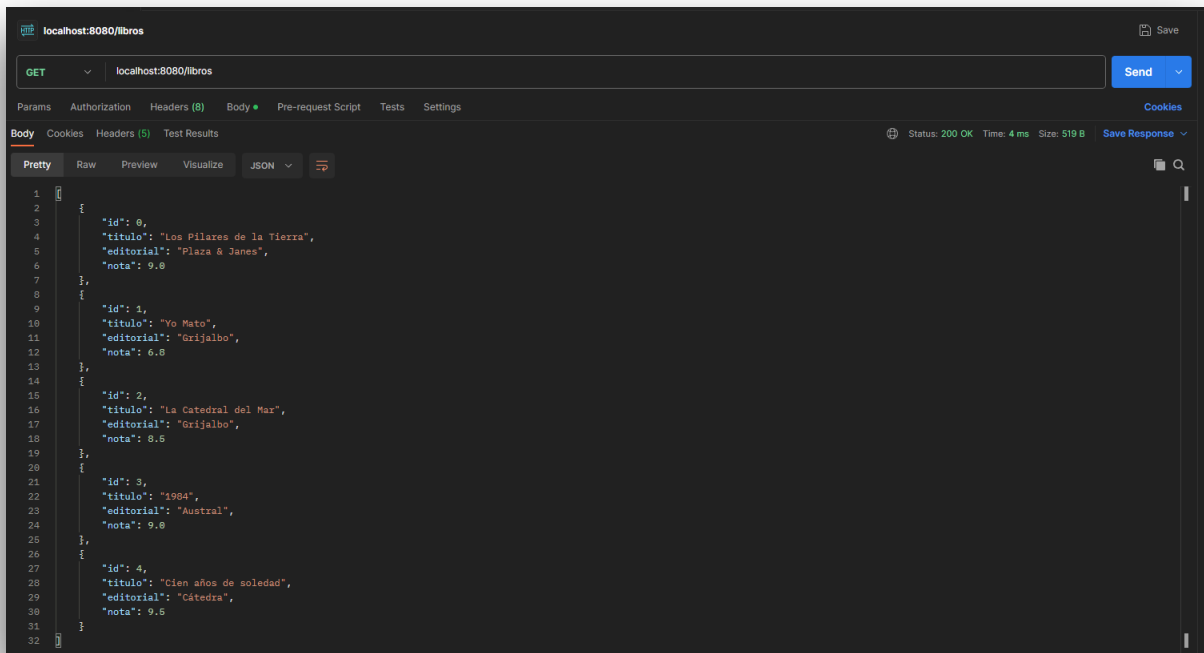 HTTP localhost:8080/libros Save
GET localhost:8080/libros Send
Params Authorization Headers (8) Body Pre-request Script Tests Settings Cookies
Body Cookies Headers (5) Test Results Status: 200 OK Time: 4 ms Size: 519 B Save Response
Pretty Raw Preview Visualize JSON
1 [
2 {
3 "id": 0,
4 "titulo": "Los Pilares de la Tierra",
5 "editorial": "Plaza & Janes",
6 "nota": 9.0
7 },
8 {
9 "id": 1,
10 "titulo": "Yo Mato",
11 "editorial": "Grijalbo",
12 "nota": 6.8
13 },
14 {
15 "id": 2,
16 "titulo": "La Catedral del Mar",
17 "editorial": "Grijalbo",
18 "nota": 8.5
19 },
20 {
21 "id": 3,
22 "titulo": "1984",
23 "editorial": "Austral",
24 "nota": 9.0
25 },
26 {
27 "id": 4,
28 "titulo": "Cien años de soledad",
29 "editorial": "Cátedra",
30 "nota": 9.5
31 }
32 ]